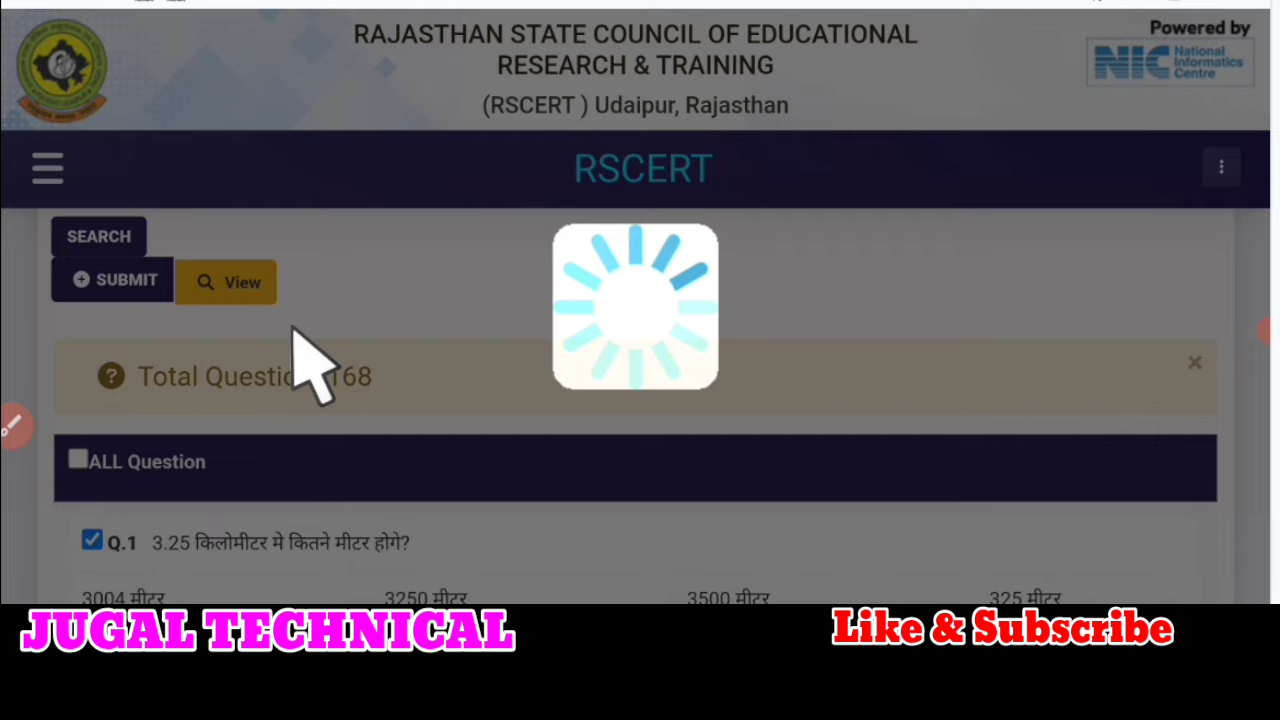 RAJASTHAN STATE COUNCIL OF EDUCATIONAL
RESEARCH & TRAINING
(RSCERT ) Udaipur, Rajasthan
Powered by
NIC National
Informatics
Centre
RSCERT
SEARCH
SUBMIT
View
Total Questio 168
ALL Question
Q.1 3.25 किलोमीटर मे कितने मीटर होगे?
3004 मीटर 3250 मीटर 3500 मीटर 325 मीटर
JUGAL TECHNICAL
Like & Subscribe